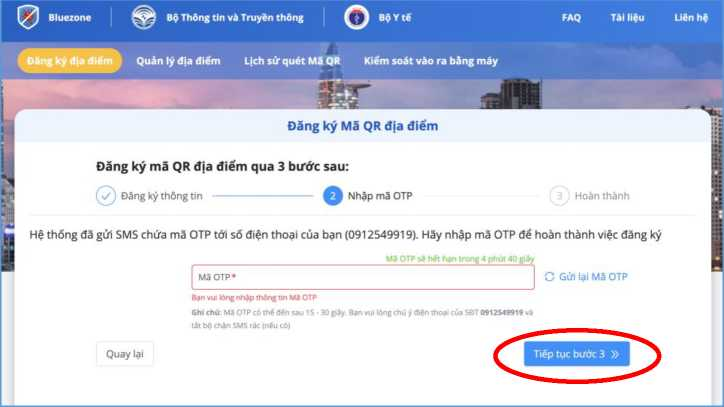 Bluezone Bộ Thông tin và Truyền thông Bộ Y tế FAQ Tài liệu Liên hệ
Đăng ký địa điểm Quản lý địa điểm Lịch sử quét Mã QR Kiểm soát vào ra bằng máy
Đăng ký Mã QR địa điểm
Đăng ký mã QR địa điểm qua 3 bước sau:
Đăng ký thông tin 2 Nhập mã OTP 3 Hoàn thành
Hệ thống đã gửi SMS chứa mã OTP tới số điện thoại của bạn (0912549919). Hãy nhập mã OTP để hoàn thành việc đăng ký
Mã OTP sẽ hết hạn trong 4 phút 40 giây
Mã OTP * Gửi lại Mã OTP
Bạn vui lòng nhập thông tin Mã OTP
Ghi chú: Mã OTP có thể đến sau 15 - 30 giây. Bạn vui lòng chú ý điện thoại của SĐT 0912549919 và
tắt bộ chặn SMS rác (nếu có)
Quay lại Tiếp tục bước 3 »